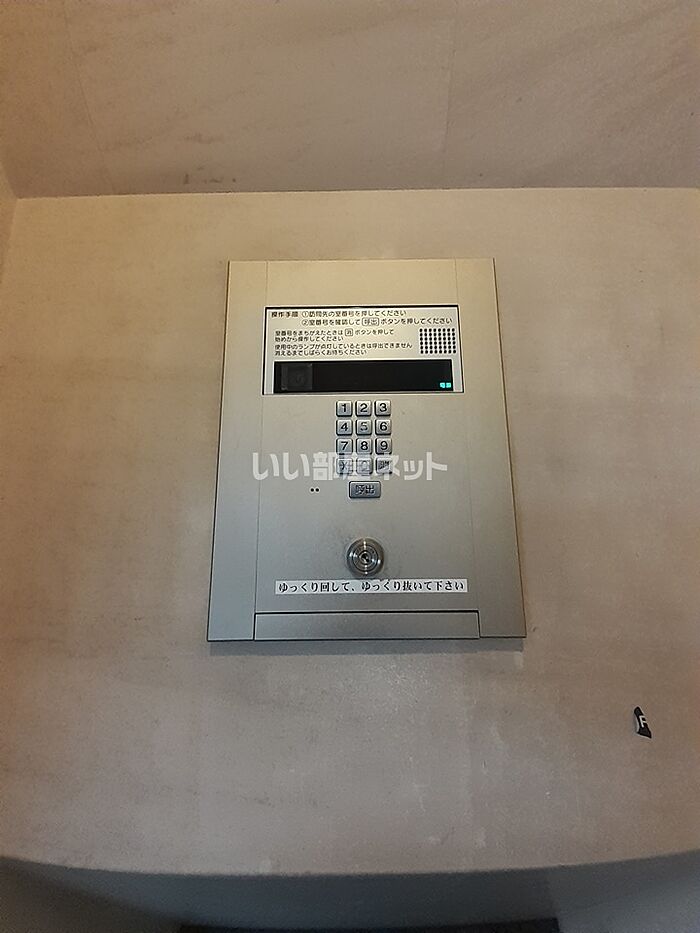 操作手順 ①訪問先の室番号を押してください
②室番号を確認して 呼出 ボタンを押してください
室番号をまちがえたときは 消 ボタンを押して
始めから操作してください
使用中のランプが点灯しているときは呼出できません
消えるまでしばらくお待ちください
1 2 3
4 5 6
7 8 9
いい部屋ネット
呼出
ゆっくり回して、ゆっくり抜いて下さい